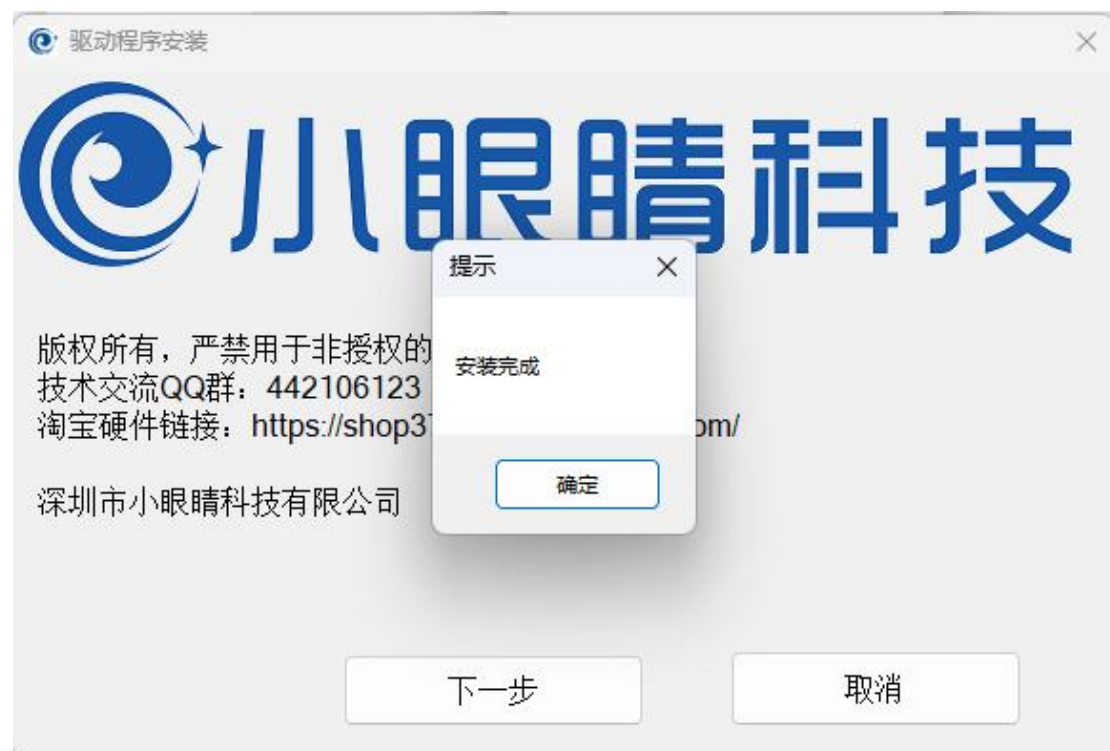 驱动程序安装
小眼睛科技
提示
安装完成
确定
版权所有，严禁用于非授权的
技术交流QQ群：442106123
淘宝硬件链接：https://shop3
om/
深圳市小眼睛科技有限公司
下一步
取消